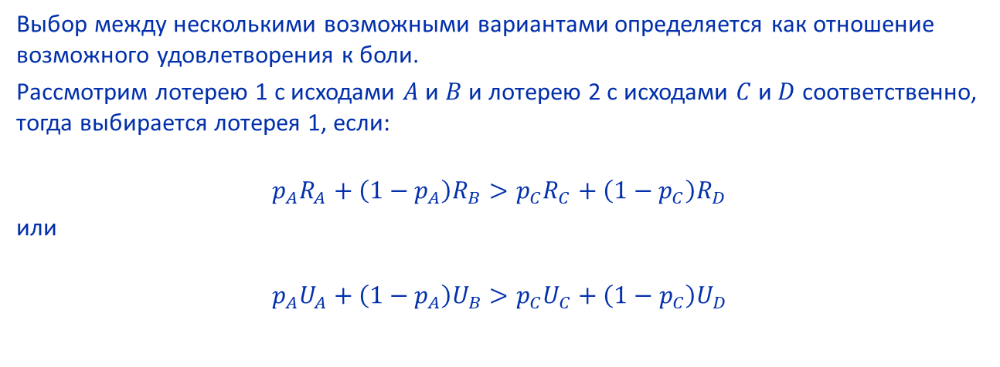 Выбор между несколькими возможными вариантами определяется как отношение
возможного удовлетворения к боли.
Рассмотрим лотерею 1 с исходами A и B и лотерею 2 с исходами C и D соответственно,
тогда выбирается лотерея 1, если:
p_A R_A + (1 − p_A)R_B > p_C R_C + (1 − p_C)R_D
или
p_A U_A + (1 − p_A)U_B > p_C U_C + (1 − p_C)U_D